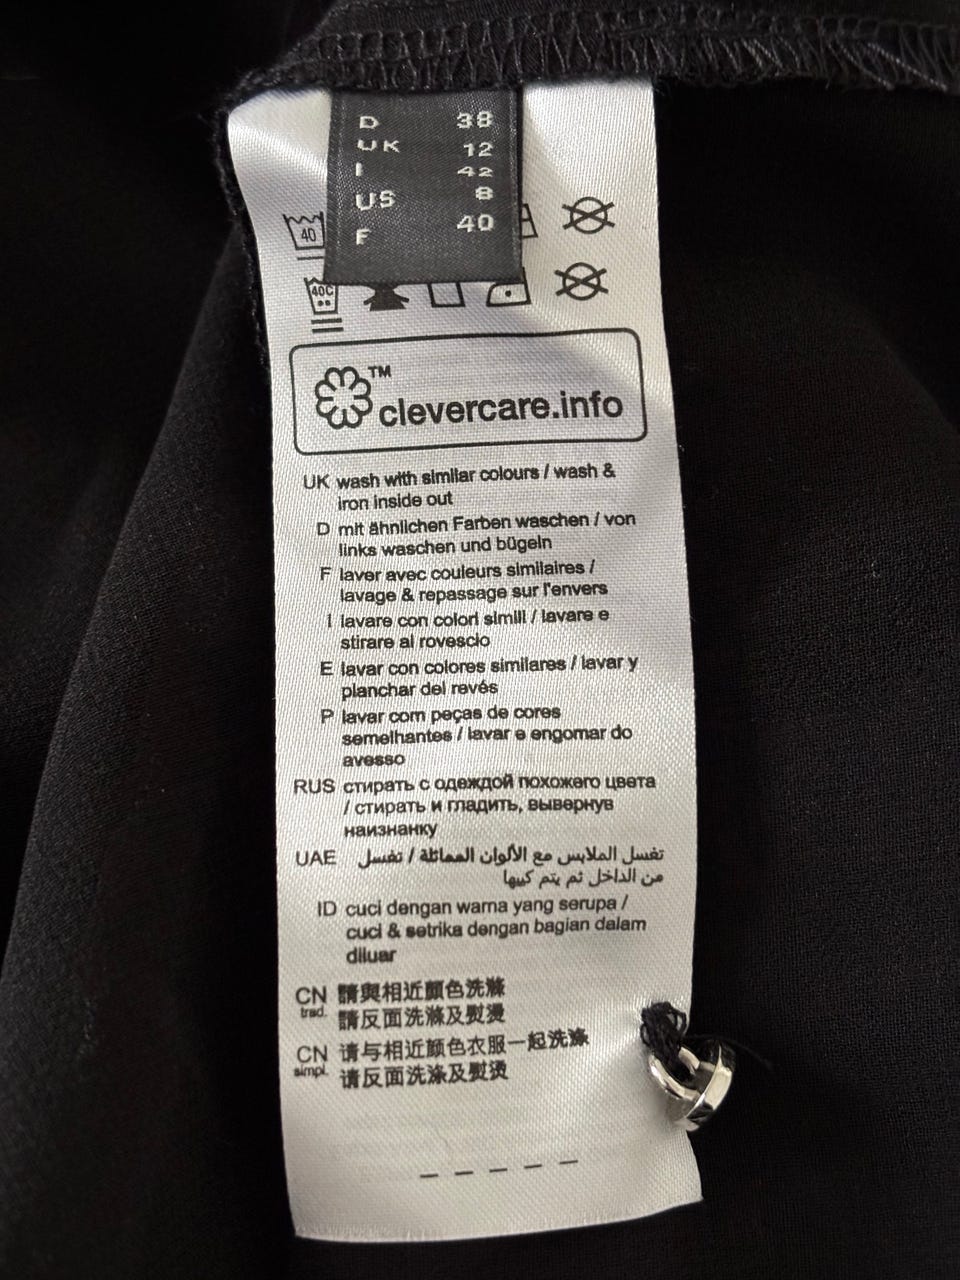 D 38
UK 12
I 42
US 8
F 40
40
40C
™
clevercare.info
UK wash with similar colours / wash &
iron inside out
D mit ähnlichen Farben waschen / von
links waschen und bügeln
F laver avec couleurs similaires /
lavage & repassage sur l'envers
I lavare con colori simili / lavare e
stirare al rovescio
E lavar con colores similares / lavar y
planchar del revés
P lavar com peças de cores
semelhantes / lavar e engomar do
avesso
RUS стирать с одеждой похожего цвета
/ стирать и гладить, вывернув
наизнанку
UAE تغسل الملابس مع الألوان المماثلة / تغسل
من الداخل ثم يتم كيها
ID cuci dengan warna yang serupa /
cuci & setrika dengan bagian dalam
diluar
CN 請與相近顏色洗滌
trad. 請反面洗滌及熨燙
CN 请与相近颜色衣服一起洗涤
simpl. 请反面洗涤及熨烫